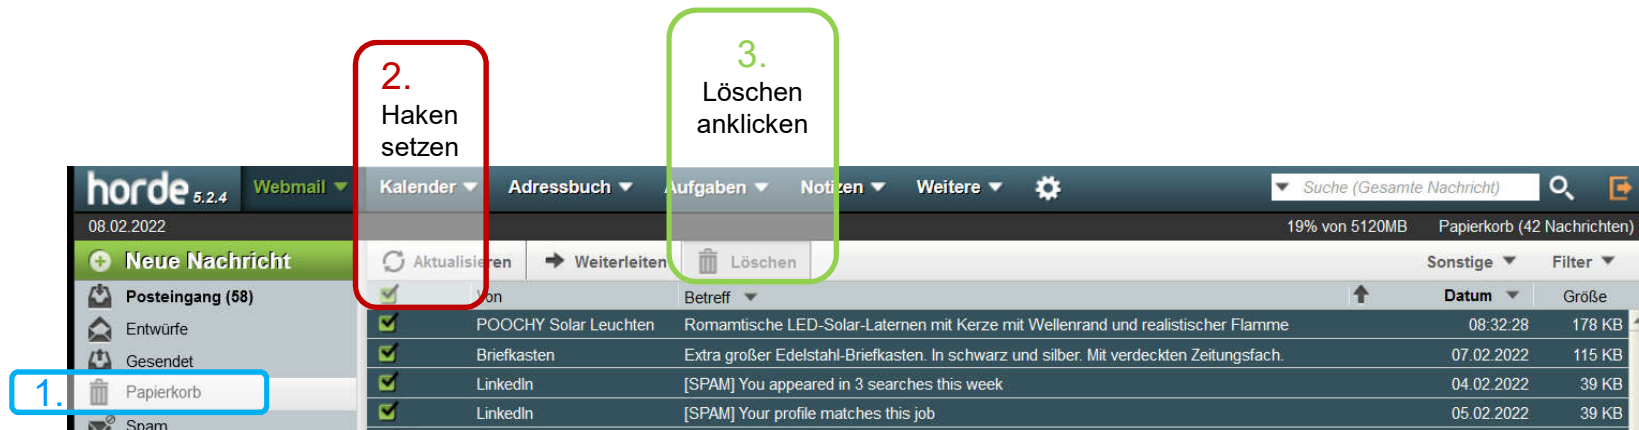 3.
2.
Löschen
Haken
anklicken
setzen
horde 5.2.4 Webmail Kalender Adressbuch Aufgaben Notizen Weitere Suche (Gesamte Nachricht)
08.02.2022 19% von 5120MB Papierkorb (42 Nachrichten)
Neue Nachricht Aktualisieren Weiterleiten Löschen Sonstige Filter
Posteingang (58) Von Betreff Datum Größe
Entwürfe POOCHY Solar Leuchten Romamtische LED-Solar-Laternen mit Kerze mit Wellenrand und realistischer Flamme 08:32:28 178 KB
Gesendet Briefkasten Extra großer Edelstahl-Briefkasten. In schwarz und silber. Mit verdeckten Zeitungsfach. 07.02.2022 115 KB
1. Papierkorb LinkedIn [SPAM] You appeared in 3 searches this week 04.02.2022 39 KB
Spam LinkedIn [SPAM] Your profile matches this job 05.02.2022 39 KB